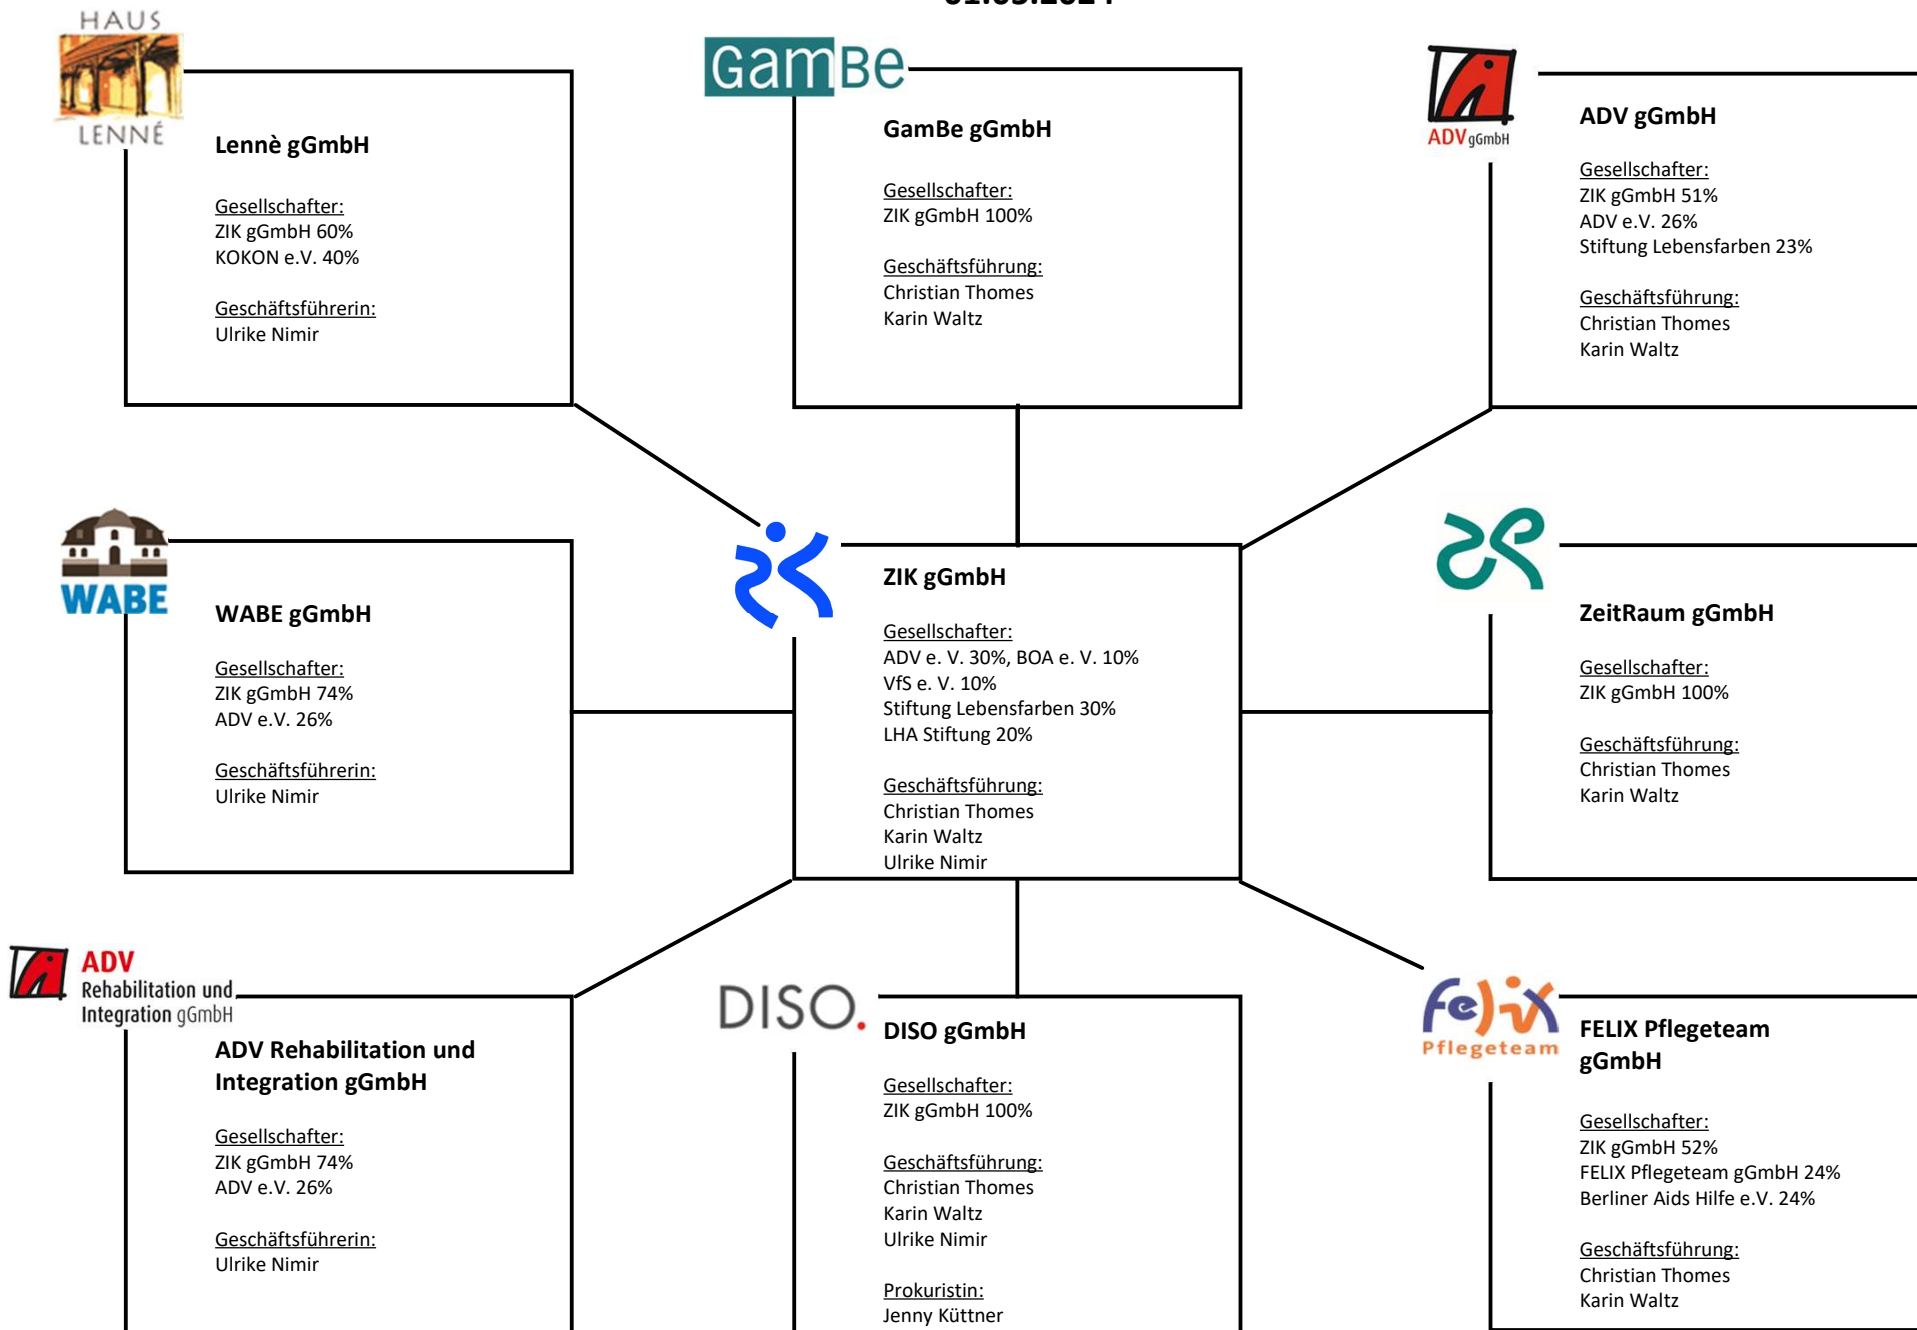 HAUS
LENNÉ
Lennè gGmbH
Gesellschafter:
ZIK gGmbH 60%
KOKON e.V. 40%
Geschäftsführerin:
Ulrike Nimir
GamBe
GamBe gGmbH
Gesellschafter:
ZIK gGmbH 100%
Geschäftsführung:
Christian Thomes
Karin Waltz
ADV gGmbH
ADV gGmbH
Gesellschafter:
ZIK gGmbH 51%
ADV e.V. 26%
Stiftung Lebensfarben 23%
Geschäftsführung:
Christian Thomes
Karin Waltz
WABE
WABE gGmbH
Gesellschafter:
ZIK gGmbH 74%
ADV e.V. 26%
Geschäftsführerin:
Ulrike Nimir
ZIK gGmbH
Gesellschafter:
ADV e. V. 30%, BOA e. V. 10%
VfS e. V. 10%
Stiftung Lebensfarben 30%
LHA Stiftung 20%
Geschäftsführung:
Christian Thomes
Karin Waltz
Ulrike Nimir
ZeitRaum gGmbH
Gesellschafter:
ZIK gGmbH 100%
Geschäftsführung:
Christian Thomes
Karin Waltz
ADV
Rehabilitation und
Integration gGmbH
ADV Rehabilitation und
Integration gGmbH
Gesellschafter:
ZIK gGmbH 74%
ADV e.V. 26%
Geschäftsführerin:
Ulrike Nimir
DISO.
DISO gGmbH
Gesellschafter:
ZIK gGmbH 100%
Geschäftsführung:
Christian Thomes
Karin Waltz
Ulrike Nimir
Prokuristin:
Jenny Küttner
Felix
Pflegeteam
FELIX Pflegeteam
gGmbH
Gesellschafter:
ZIK gGmbH 52%
FELIX Pflegeteam gGmbH 24%
Berliner Aids Hilfe e.V. 24%
Geschäftsführung:
Christian Thomes
Karin Waltz